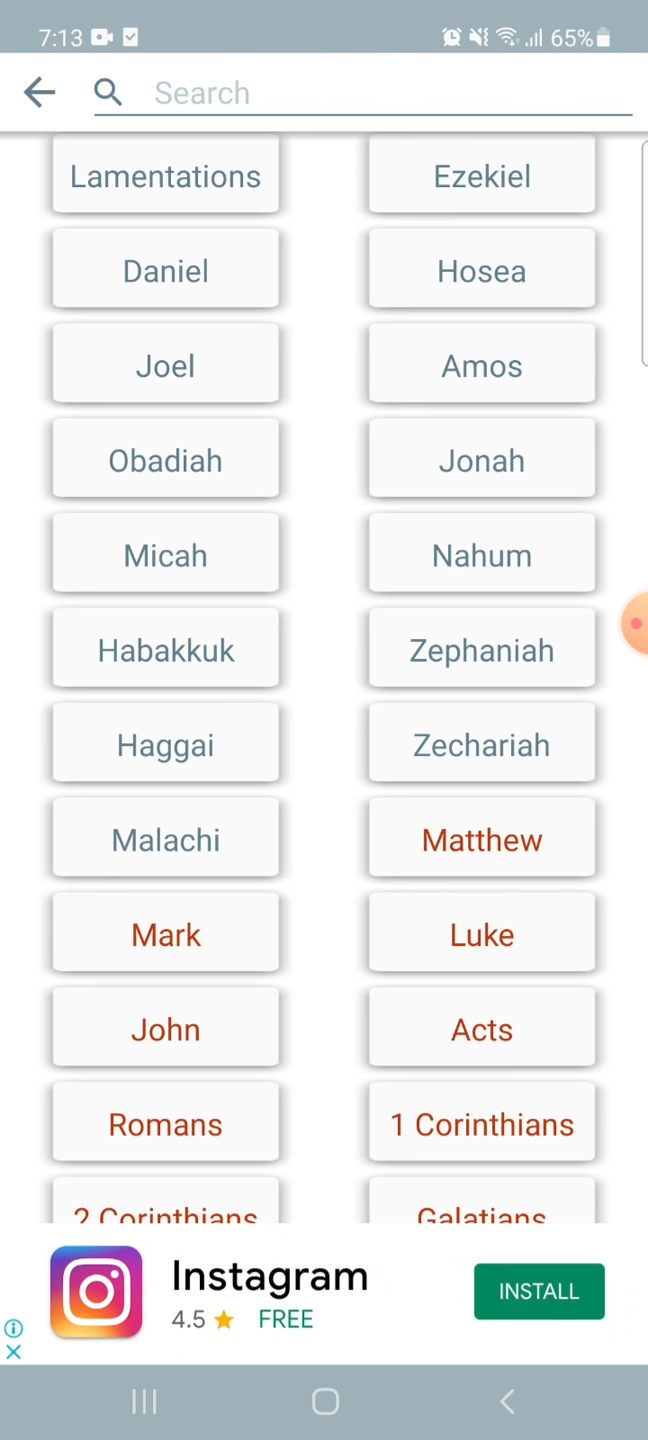 7:13 65%
Search
Lamentations Ezekiel
Daniel Hosea
Joel Amos
Obadiah Jonah
Micah Nahum
Habakkuk Zephaniah
Haggai Zechariah
Malachi Matthew
Mark Luke
John Acts
Romans 1 Corinthians
2 Corinthians Galatians
Instagram
4.5 FREE
INSTALL